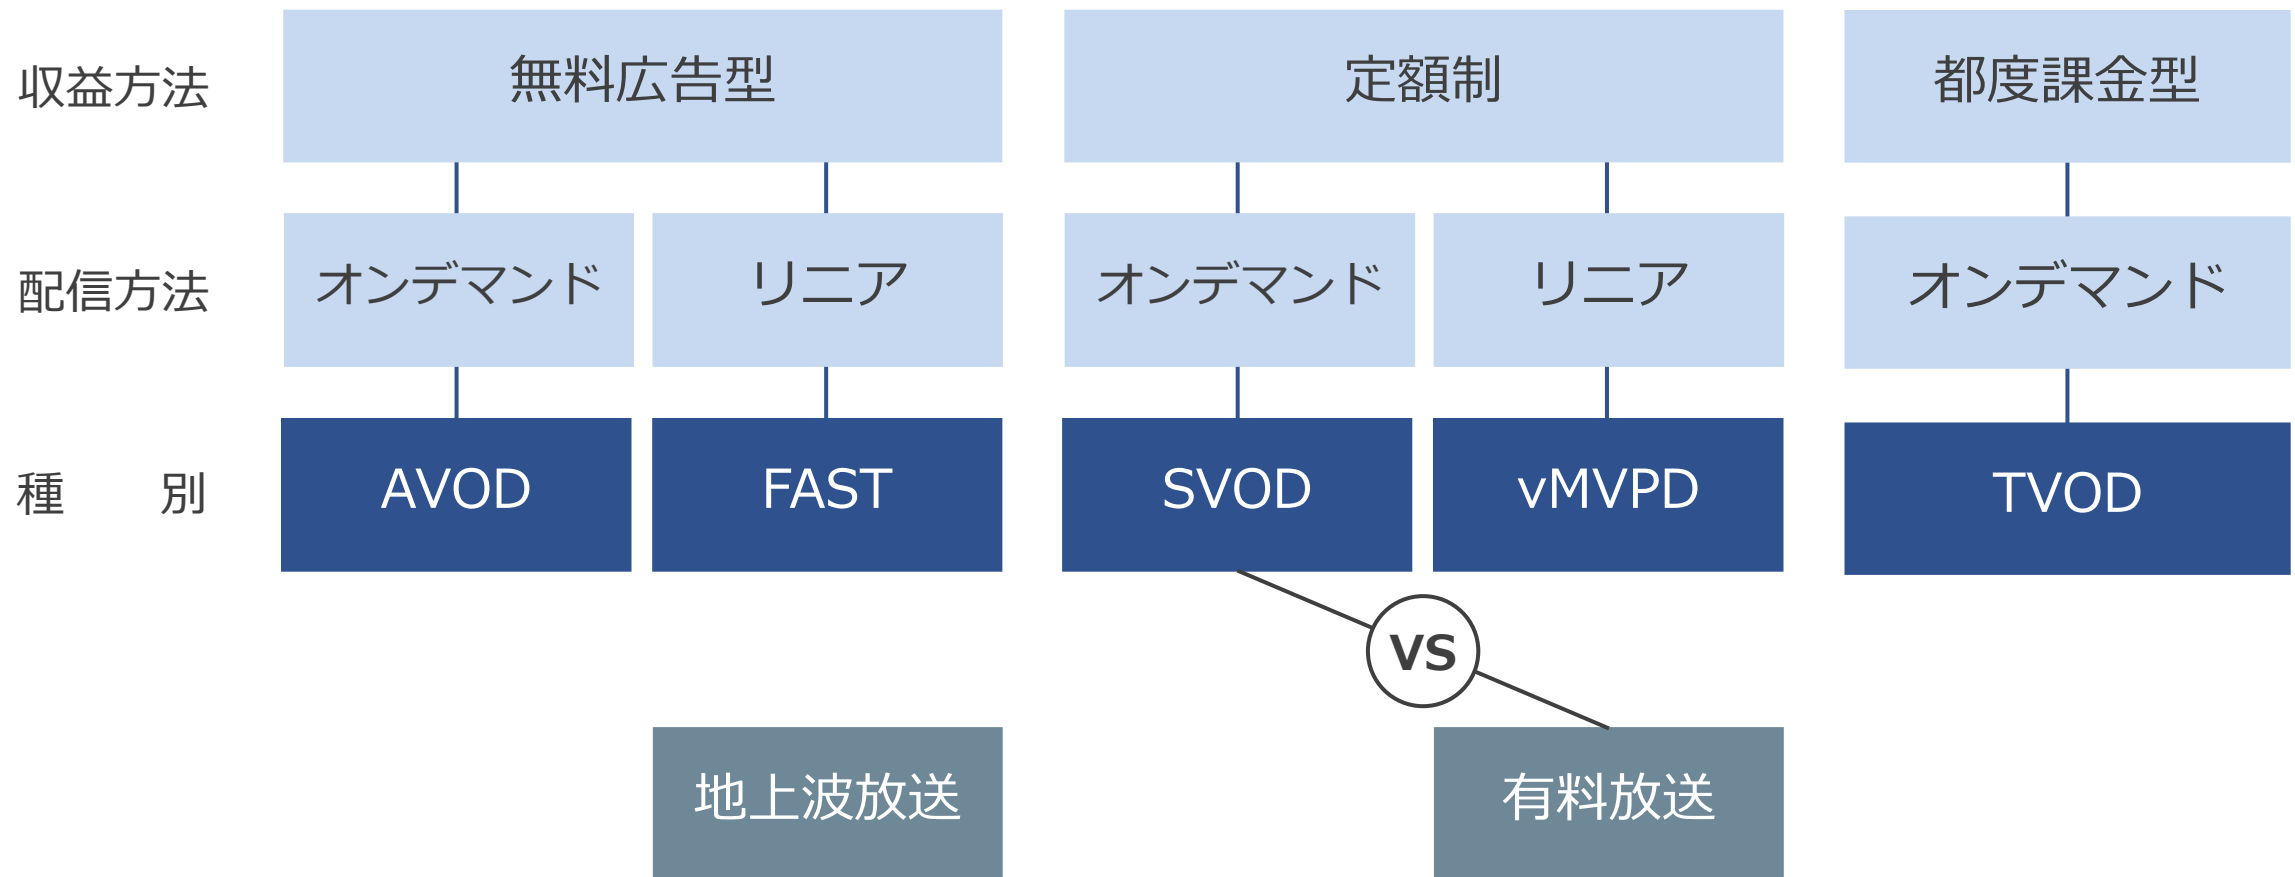 収益方法 無料広告型 定額制 都度課金型
配信方法 オンデマンド リニア オンデマンド リニア オンデマンド
種別 AVOD FAST SVOD vMVPD TVOD
VS
地上波放送 有料放送